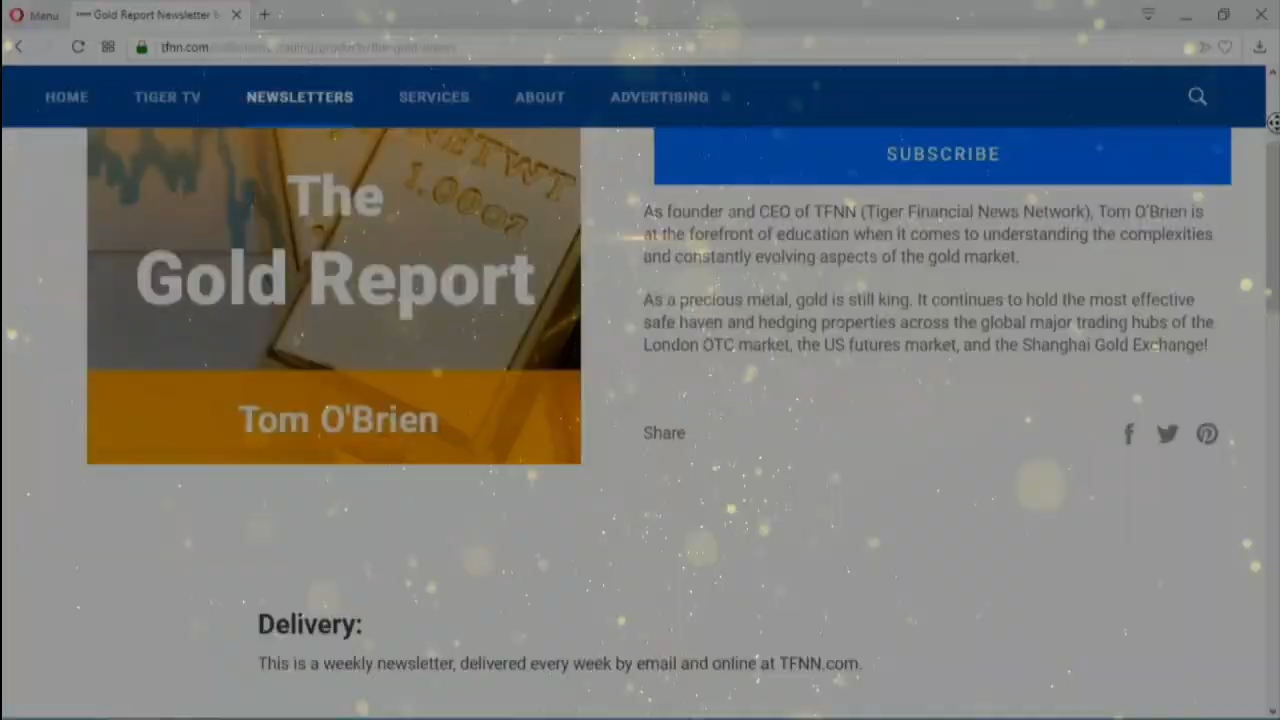 Menu
Gold Report Newsletter
tfnn.com
HOME TIGER TV NEWSLETTERS SERVICES ABOUT ADVERTISING
The
Gold Report
Tom O'Brien
SUBSCRIBE
As founder and CEO of TFNN (Tiger Financial News Network), Tom O'Brien is
at the forefront of education when it comes to understanding the complexities
and constantly evolving aspects of the gold market.
As a precious metal, gold is still king. It continues to hold the most effective
safe haven and hedging properties across the global major trading hubs of the
London OTC market, the US futures market, and the Shanghai Gold Exchange!
Share
Delivery:
This is a weekly newsletter, delivered every week by email and online at TFNN.com.